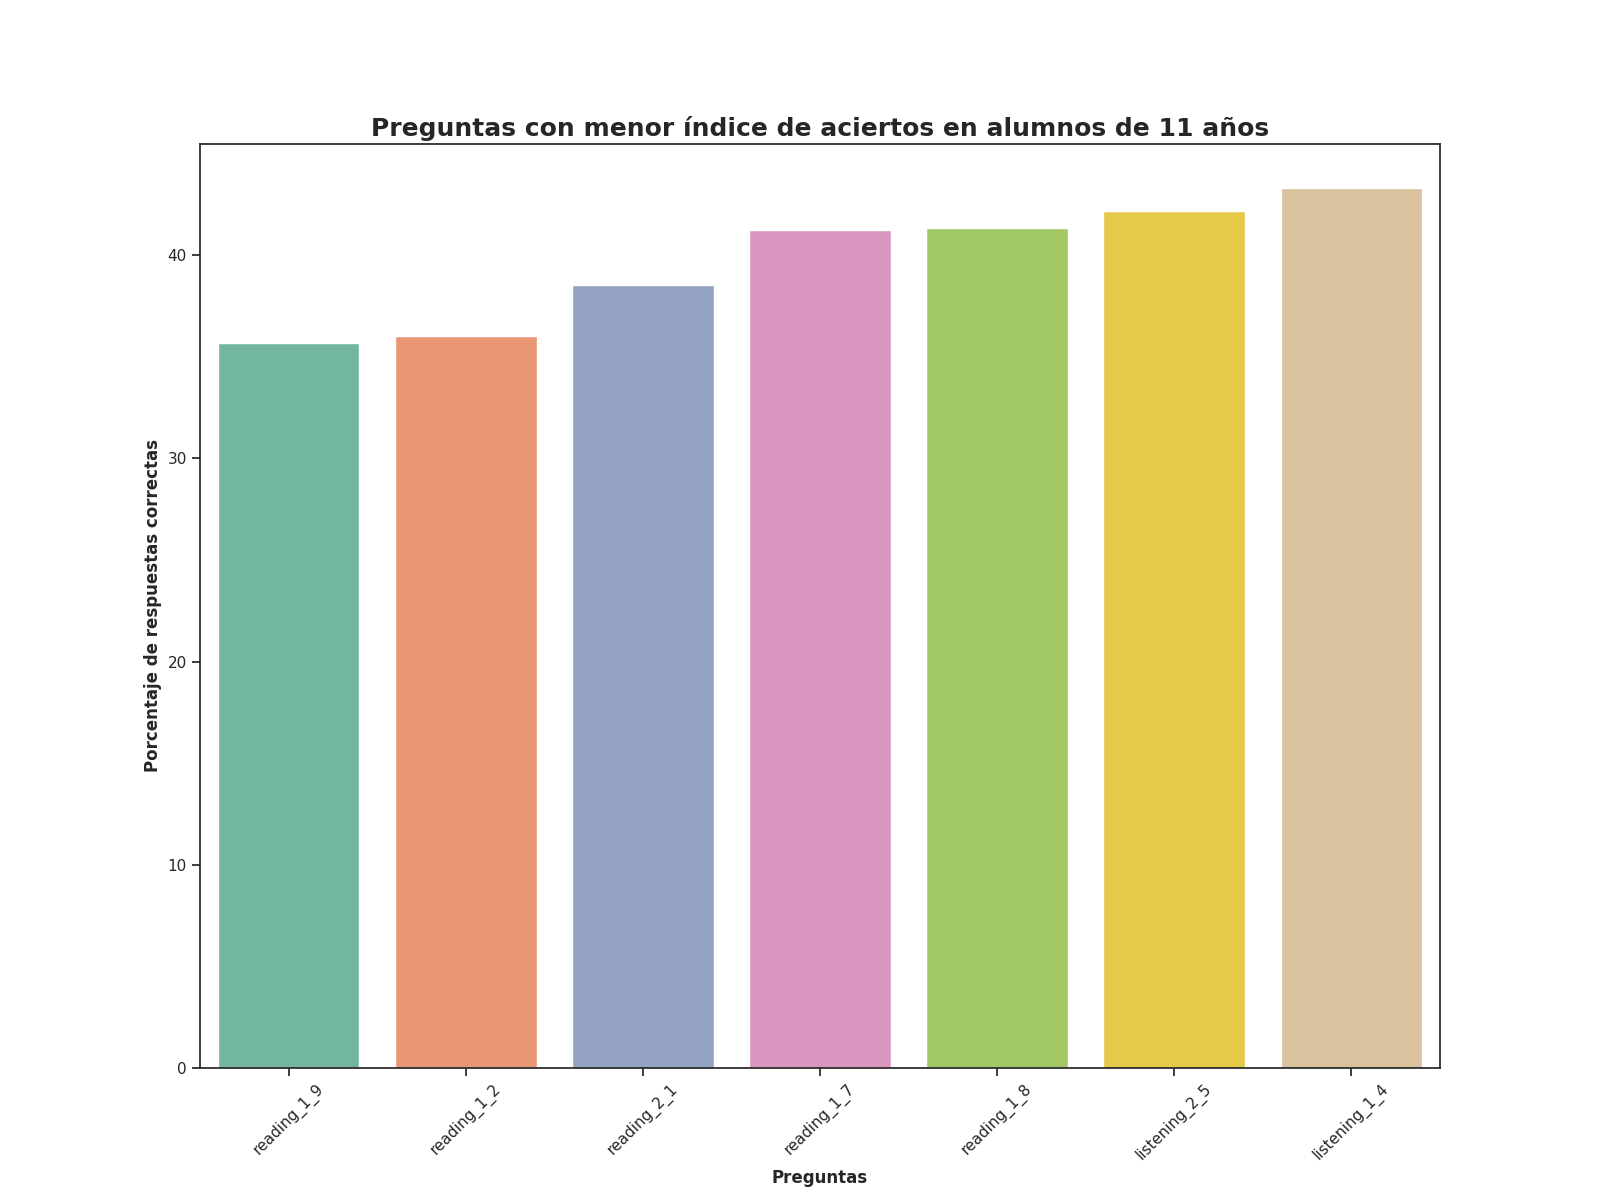 Preguntas con menor índice de aciertos en alumnos de 11 años
Porcentaje de respuestas correctas
40
30
20
10
0
reading_1_9
reading_1_2
reading_2_1
reading_1_7
reading_1_8
listening_2_5
listening_1_4
Preguntas